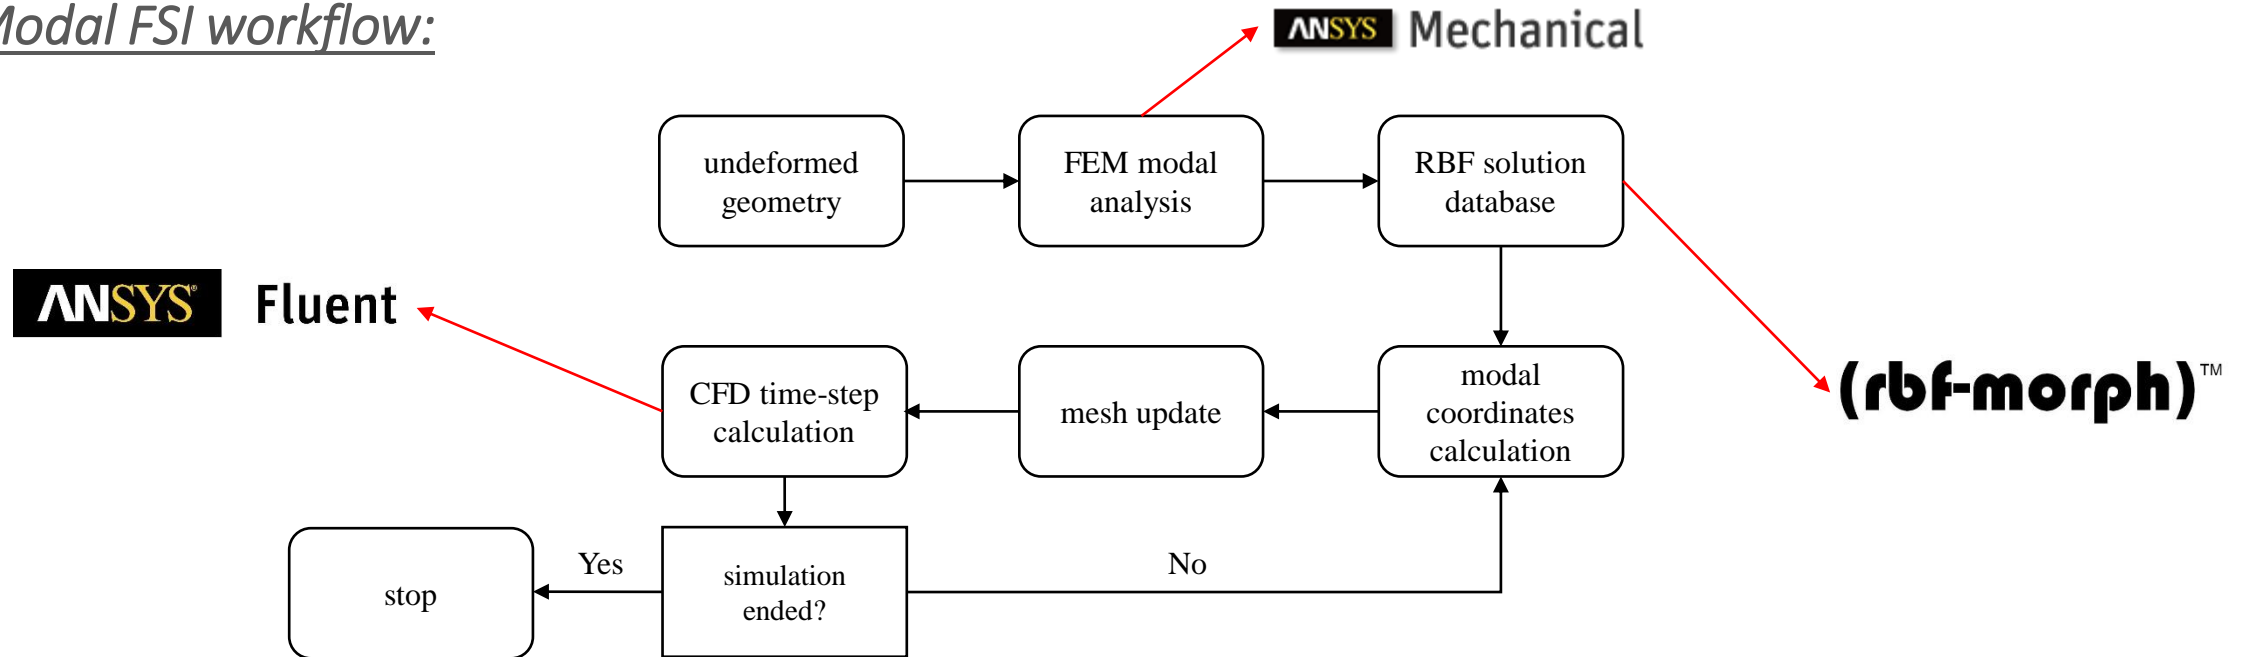 Modal FSI workflow:
ANSYS Mechanical
undeformed
geometry
FEM modal
analysis
RBF solution
database
ANSYS® Fluent
CFD time-step
calculation
mesh update
modal
coordinates
calculation
(rbf-morph)™
stop
Yes
simulation
ended?
No